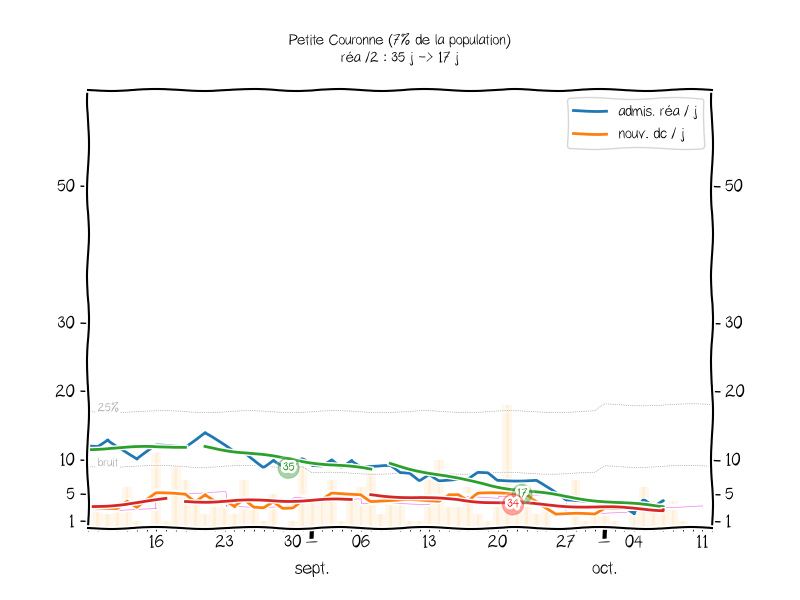 Petite Couronne (7% de la population)
réa /2 : 35 j -> 17 j
admis. réa / j
nouv. dc / j
50
50
30
30
20
20
25%
10
bruit
10
35
5
17
5
34
1
1
16 23 30 1 06 13 20 27 1 04 11
sept. oct.